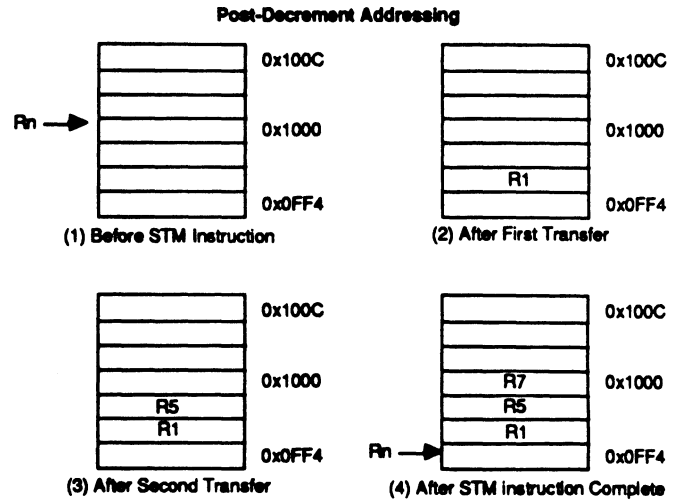 Post-Decrement Addressing
0x100C
0x100C
Rn
0x1000
0x1000
R1
0x0FF4
0x0FF4
(1) Before STM Instruction
(2) After First Transfer
0x100C
0x100C
0x1000
R7
0x1000
R5
R5
R1
R1
0x0FF4
Rn
0x0FF4
(3) After Second Transfer
(4) After STM instruction Complete